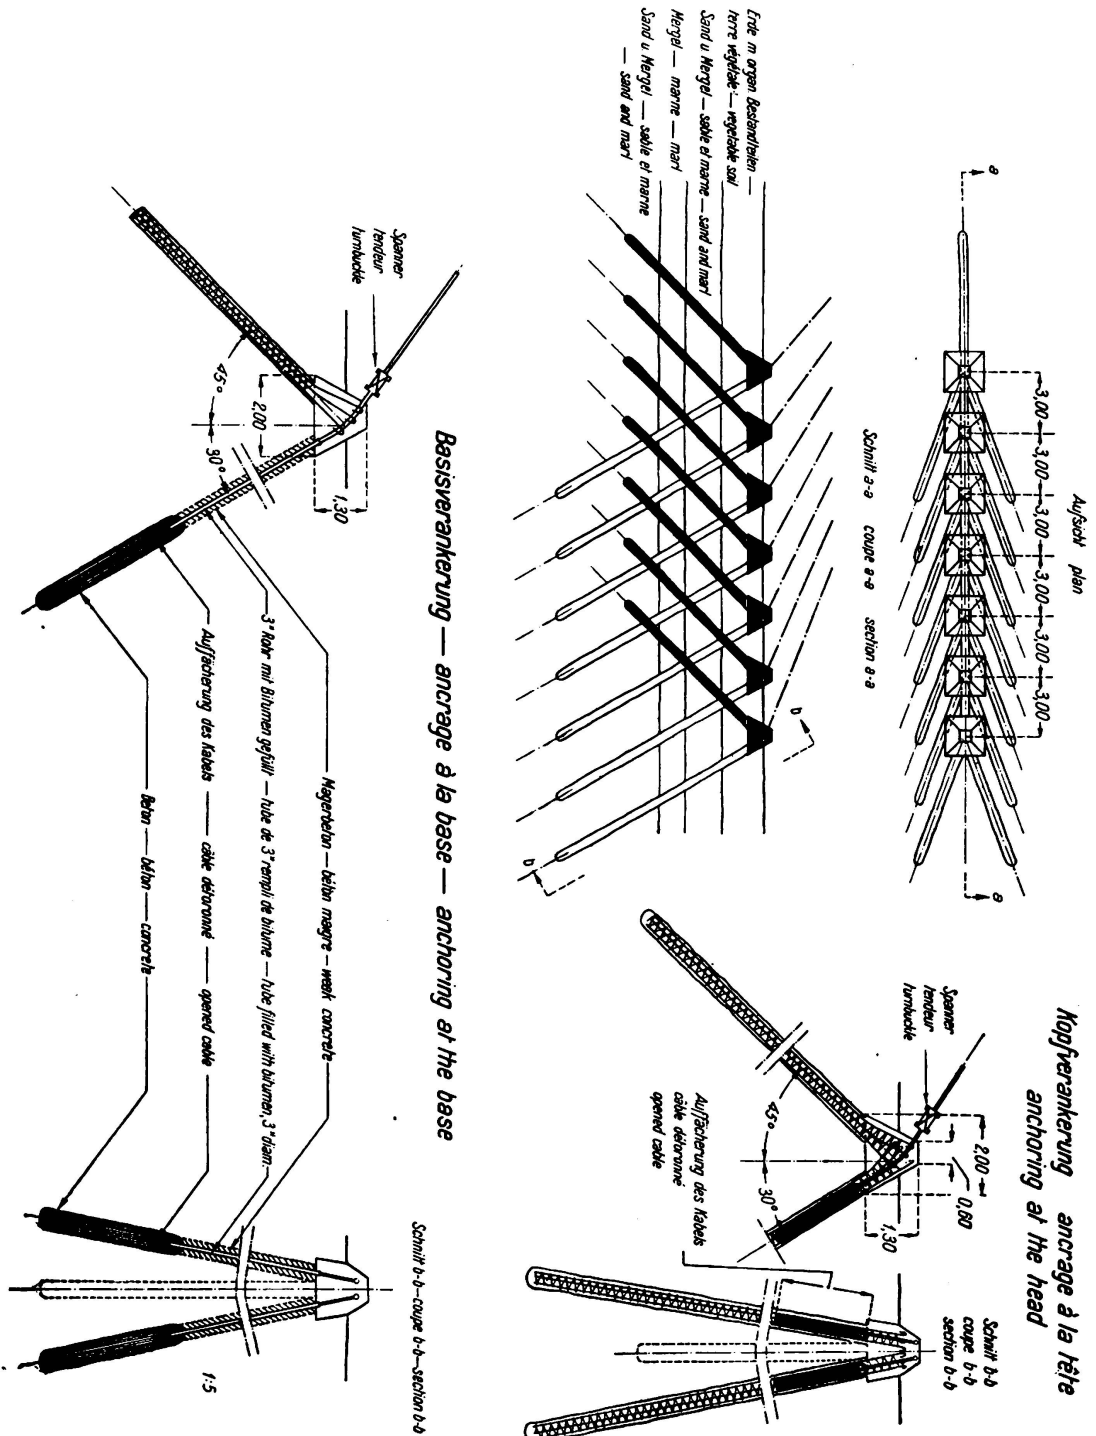 Kopfverankerung ancrage à la tête
anchoring at the head
Aufsicht plan
a
3,00 3,00 3,00 3,00 3,00 3,00
a
Schnitt a-a coupe a-a section a-a
Erde m organ Bestandteilen —
terre végétale — vegetable soil
Sand u Mergel — sable et marne — sand and marl
Mergel — marne — marl
Sand u. Mergel — sable et marne
— sand and marl
b
b
Spanner
tendeur
turnbuckle
2,00
0,60
1,30
45°
30°
Auffächerung des Kabels
câble détoronné
opened cable
Schnitt b-b
coupe b-b
section b-b
Basisverankerung — ancrage à la base — anchoring at the base
Spanner
tendeur
turnbuckle
45°
2,00
30°
1,30
Schnitt b-b—coupe b-b—section b-b
Magerbeton — béton maigre — weak concrete
3" Rohr mit Bitumen gefüllt — tube de 3" rempli de bitume — tube filled with bitumen, 3" diam.
Auffächerung des Kabels — câble détoronné — opened cable
Beton — béton — concrete
1:5